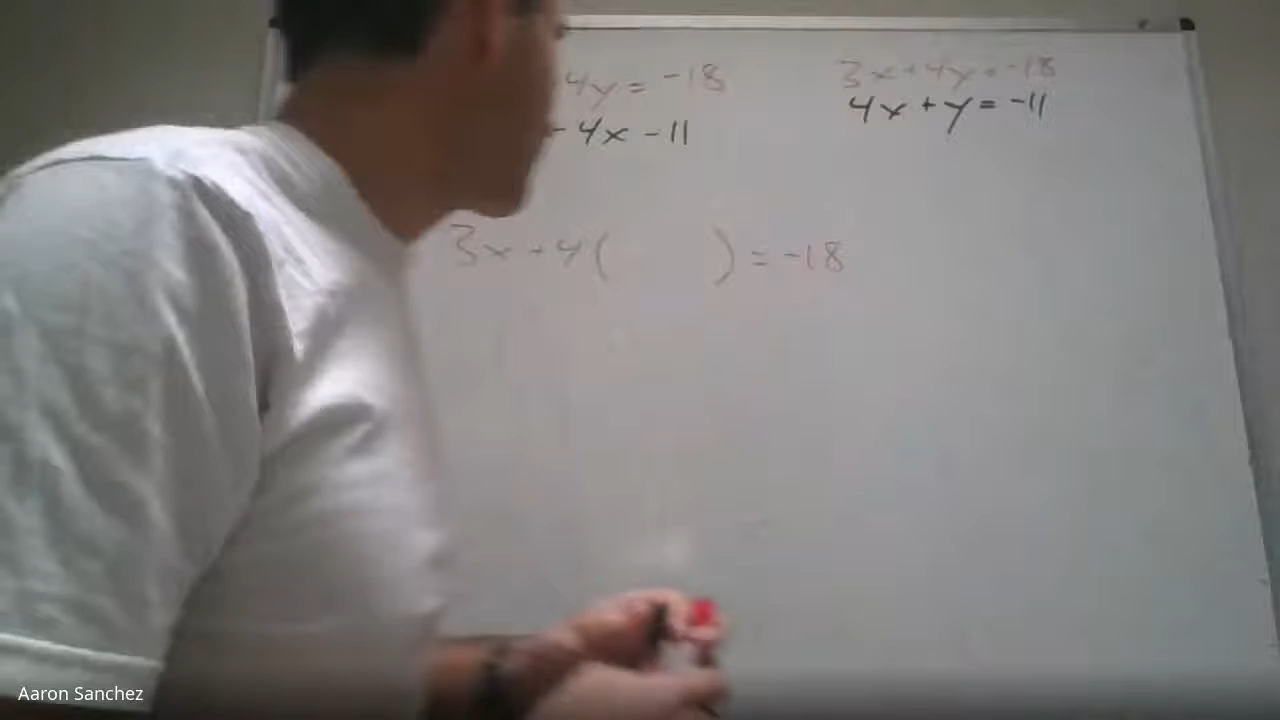 4y = -18
-4x - 11
3x + 4y = -18
4x + y = -11
3x + 4( ) = -18
Aaron Sanchez